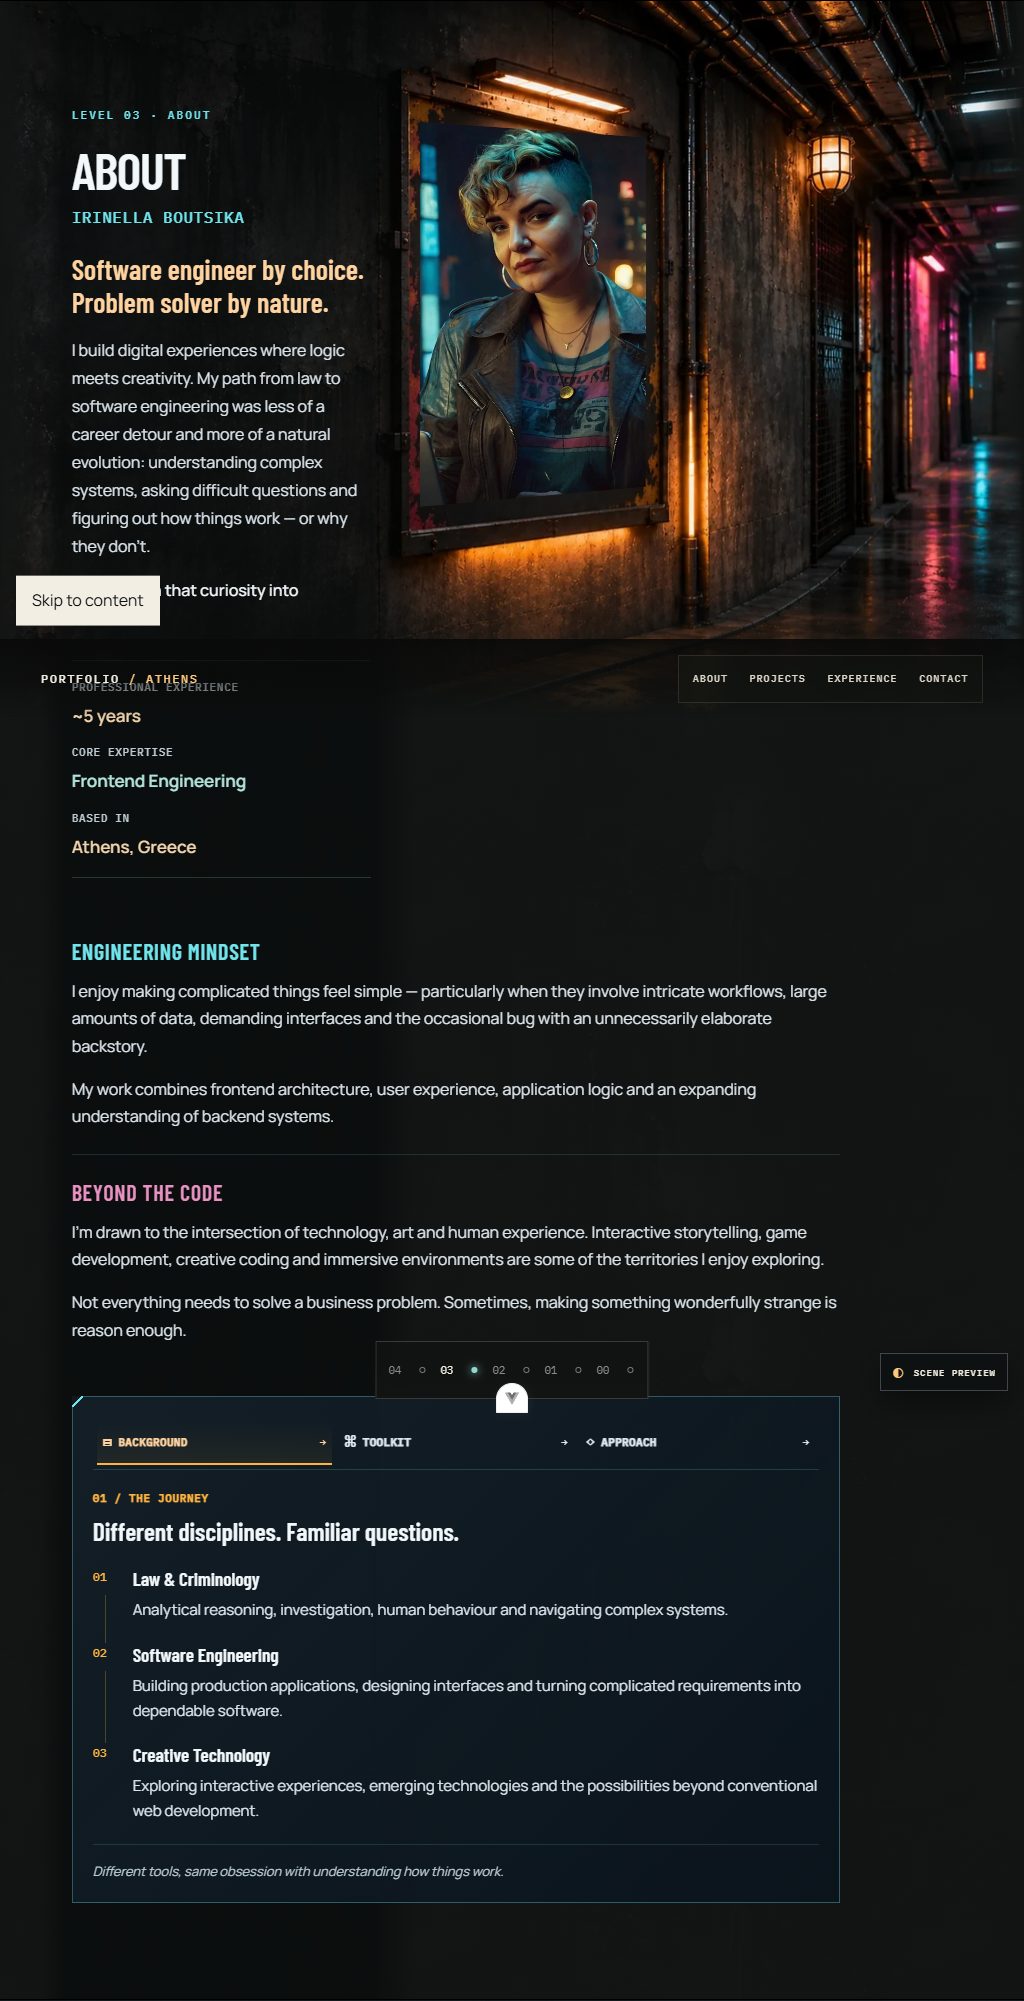 LEVEL 03 · ABOUT
ABOUT
IRINELLA BOUTSIKA
Software engineer by choice.
Problem solver by nature.
I build digital experiences where logic
meets creativity. My path from law to
software engineering was less of a
career detour and more of a natural
evolution: understanding complex
systems, asking difficult questions and
figuring out how things work — or why
they don't.
that curiosity into
Skip to content
PORTFOLIO / ATHENS
ABOUT PROJECTS EXPERIENCE CONTACT
PROFESSIONAL EXPERIENCE
~5 years
CORE EXPERTISE
Frontend Engineering
BASED IN
Athens, Greece
ENGINEERING MINDSET
I enjoy making complicated things feel simple — particularly when they involve intricate workflows, large
amounts of data, demanding interfaces and the occasional bug with an unnecessarily elaborate
backstory.
My work combines frontend architecture, user experience, application logic and an expanding
understanding of backend systems.
BEYOND THE CODE
I'm drawn to the intersection of technology, art and human experience. Interactive storytelling, game
development, creative coding and immersive environments are some of the territories I enjoy exploring.
Not everything needs to solve a business problem. Sometimes, making something wonderfully strange is
reason enough.
04 03 02 01 00
SCENE PREVIEW
BACKGROUND → TOOLKIT → APPROACH →
01 / THE JOURNEY
Different disciplines. Familiar questions.
01 Law & Criminology
Analytical reasoning, investigation, human behaviour and navigating complex systems.
02 Software Engineering
Building production applications, designing interfaces and turning complicated requirements into
dependable software.
03 Creative Technology
Exploring interactive experiences, emerging technologies and the possibilities beyond conventional
web development.
Different tools, same obsession with understanding how things work.